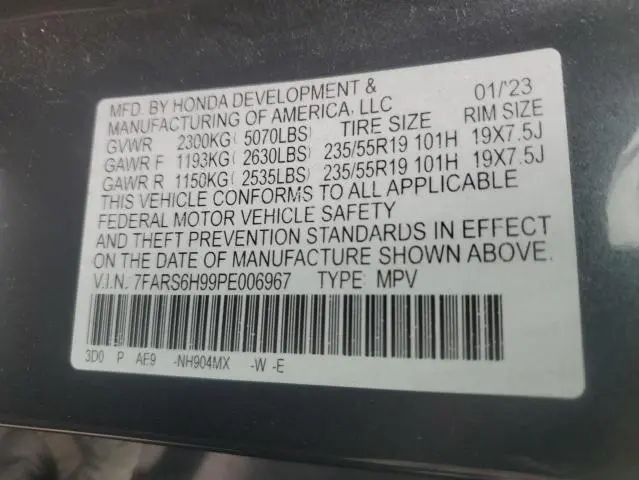 MFD. BY HONDA DEVELOPMENT & 01/'23
MANUFACTURING OF AMERICA, LLC
GVWR 2300KG( 5070LBS) TIRE SIZE RIM SIZE
GAWR F 1193KG( 2630LBS) 235/55R19 101H 19X7.5J
GAWR R 1150KG( 2535LBS) 235/55R19 101H 19X7.5J
THIS VEHICLE CONFORMS TO ALL APPLICABLE
FEDERAL MOTOR VEHICLE SAFETY
AND THEFT PREVENTION STANDARDS IN EFFECT
ON THE DATE OF MANUFACTURE SHOWN ABOVE.
V.I.N. 7FARS6H99PE006967 TYPE: MPV
3D0 P AE9 -NH904MX -W -E